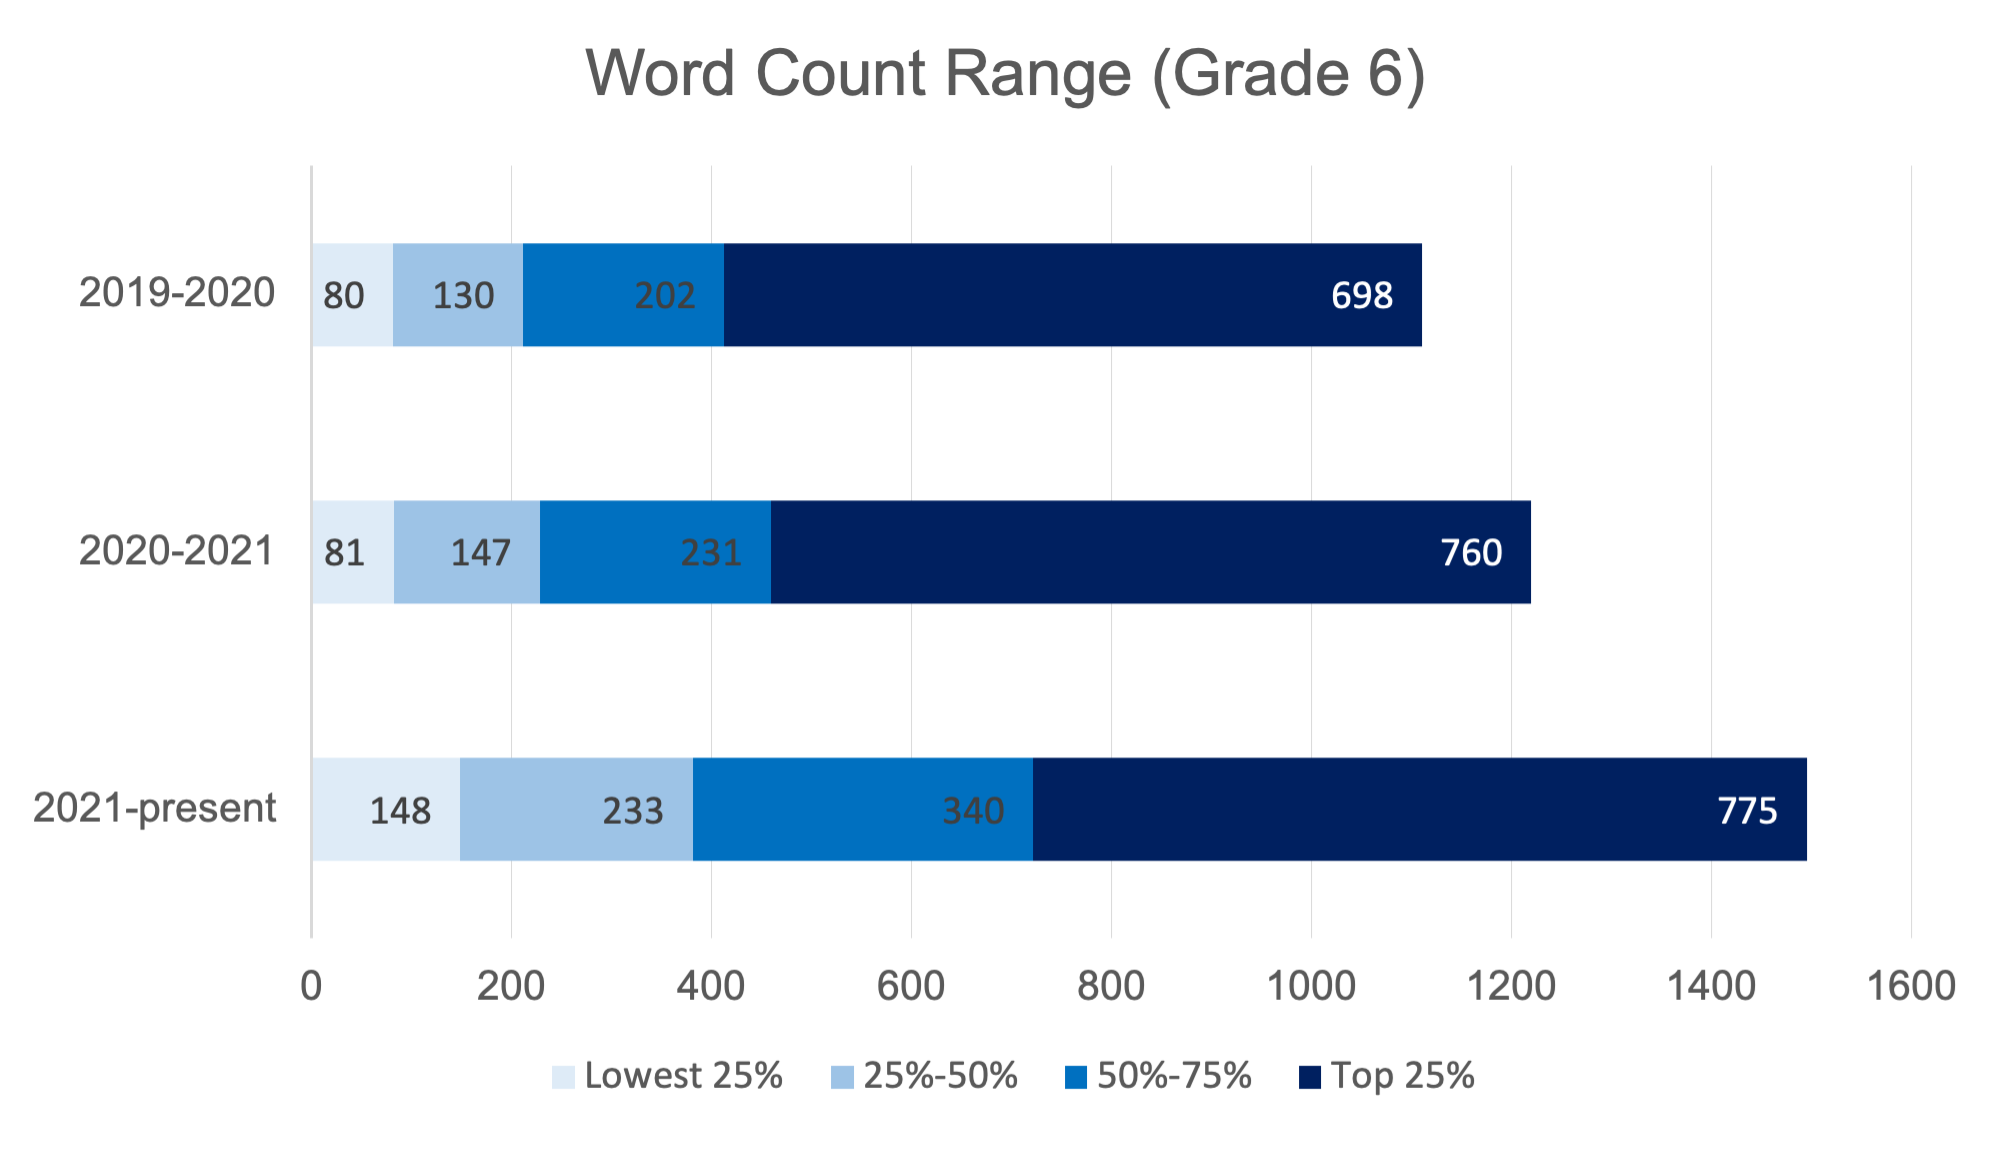 Word Count Range (Grade 6)
2019-2020 80 130 202 698
2020-2021 81 147 231 760
2021-present 148 233 340 775
0 200 400 600 800 1000 1200 1400 1600
Lowest 25% 25%-50% 50%-75% Top 25%